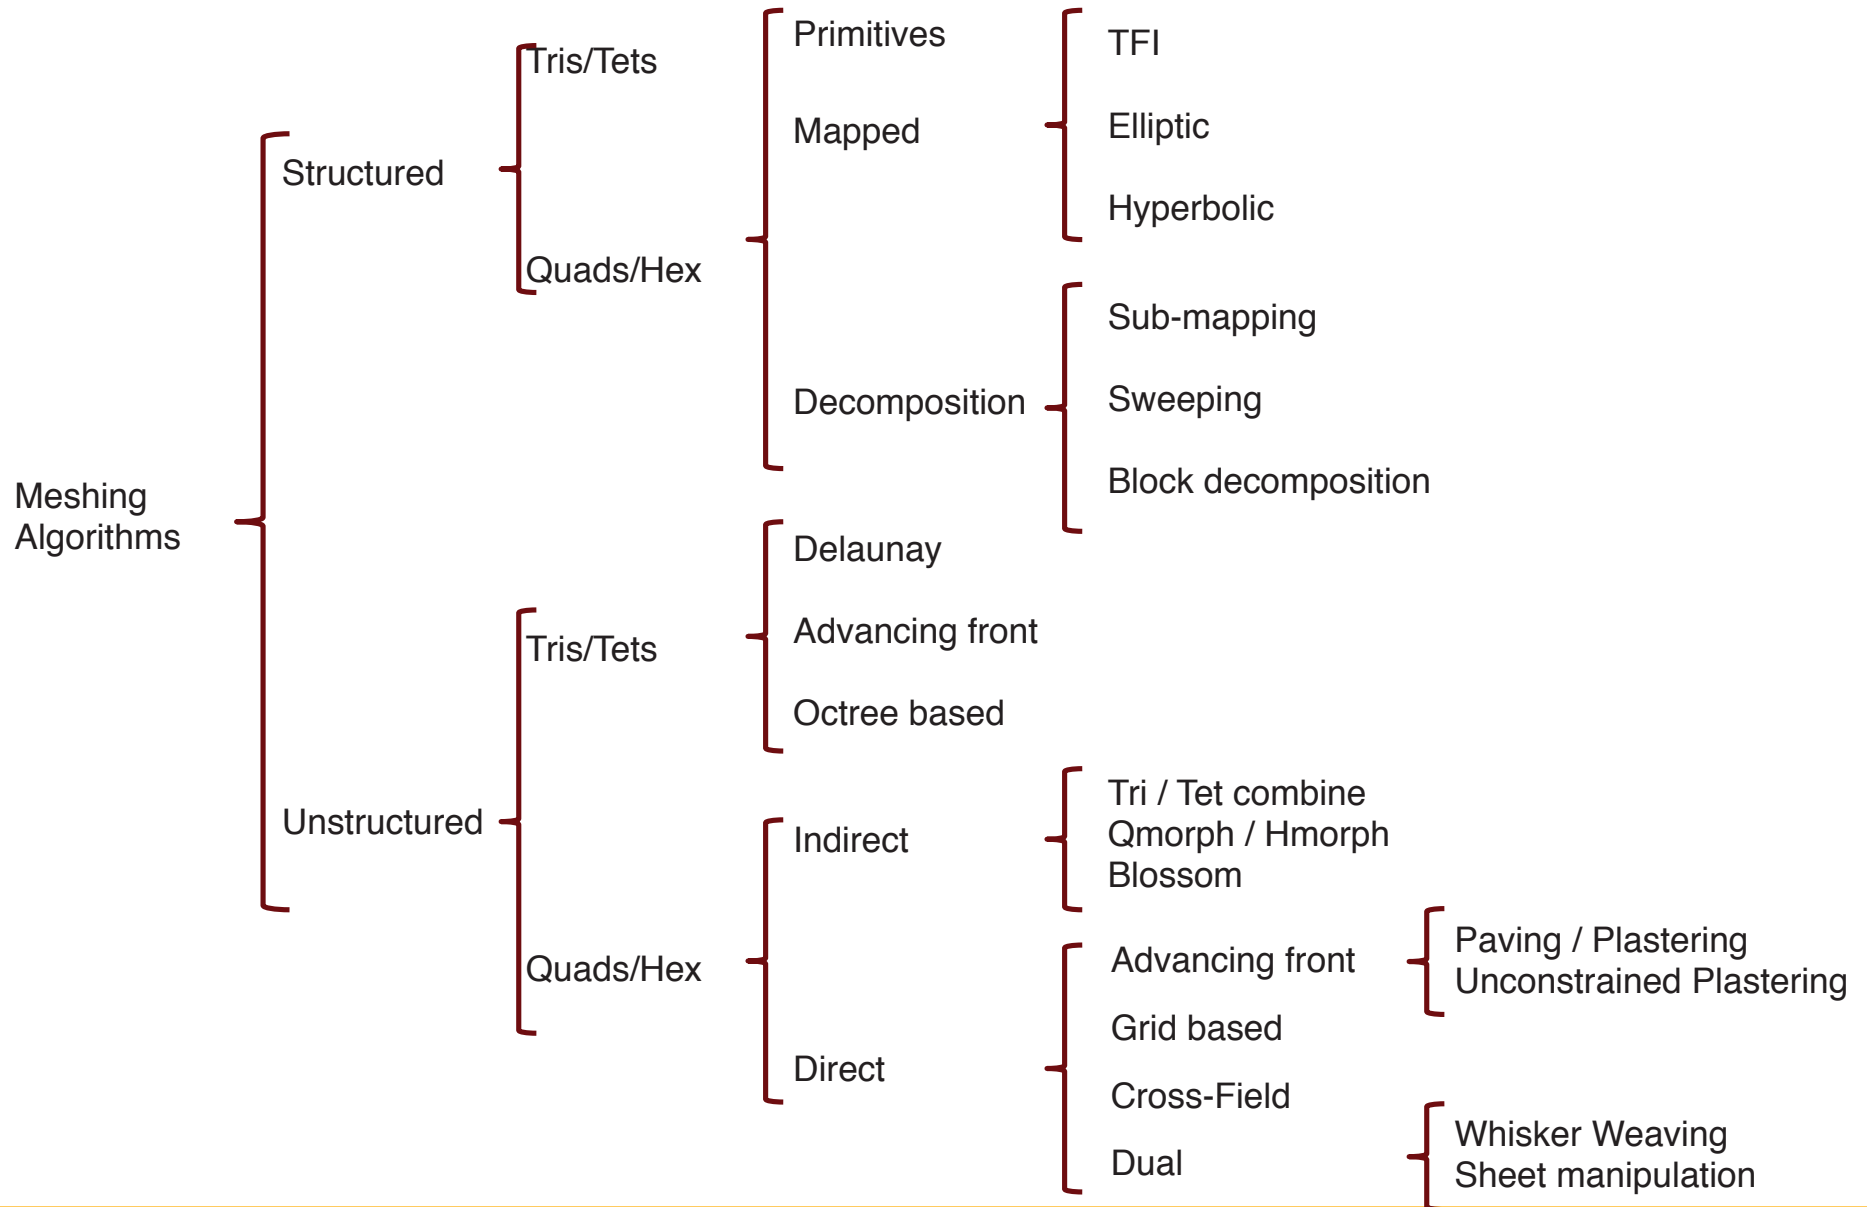 Meshing
Algorithms
Structured
Tris/Tets
Quads/Hex
Primitives
Mapped
TFI
Elliptic
Hyperbolic
Decomposition
Sub-mapping
Sweeping
Block decomposition
Unstructured
Tris/Tets
Delaunay
Advancing front
Octree based
Quads/Hex
Indirect
Tri / Tet combine
Qmorph / Hmorph
Blossom
Direct
Advancing front
Paving / Plastering
Unconstrained Plastering
Grid based
Cross-Field
Dual
Whisker Weaving
Sheet manipulation